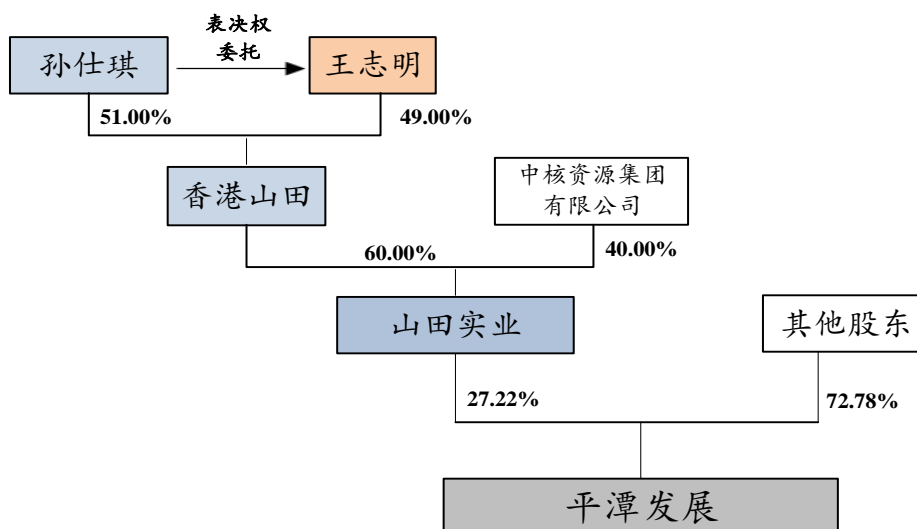 表决权
委托
孙仕琪
王志明
51.00%
49.00%
香港山田
中核资源集团
有限公司
60.00%
40.00%
山田实业
其他股东
27.22%
72.78%
平潭发展